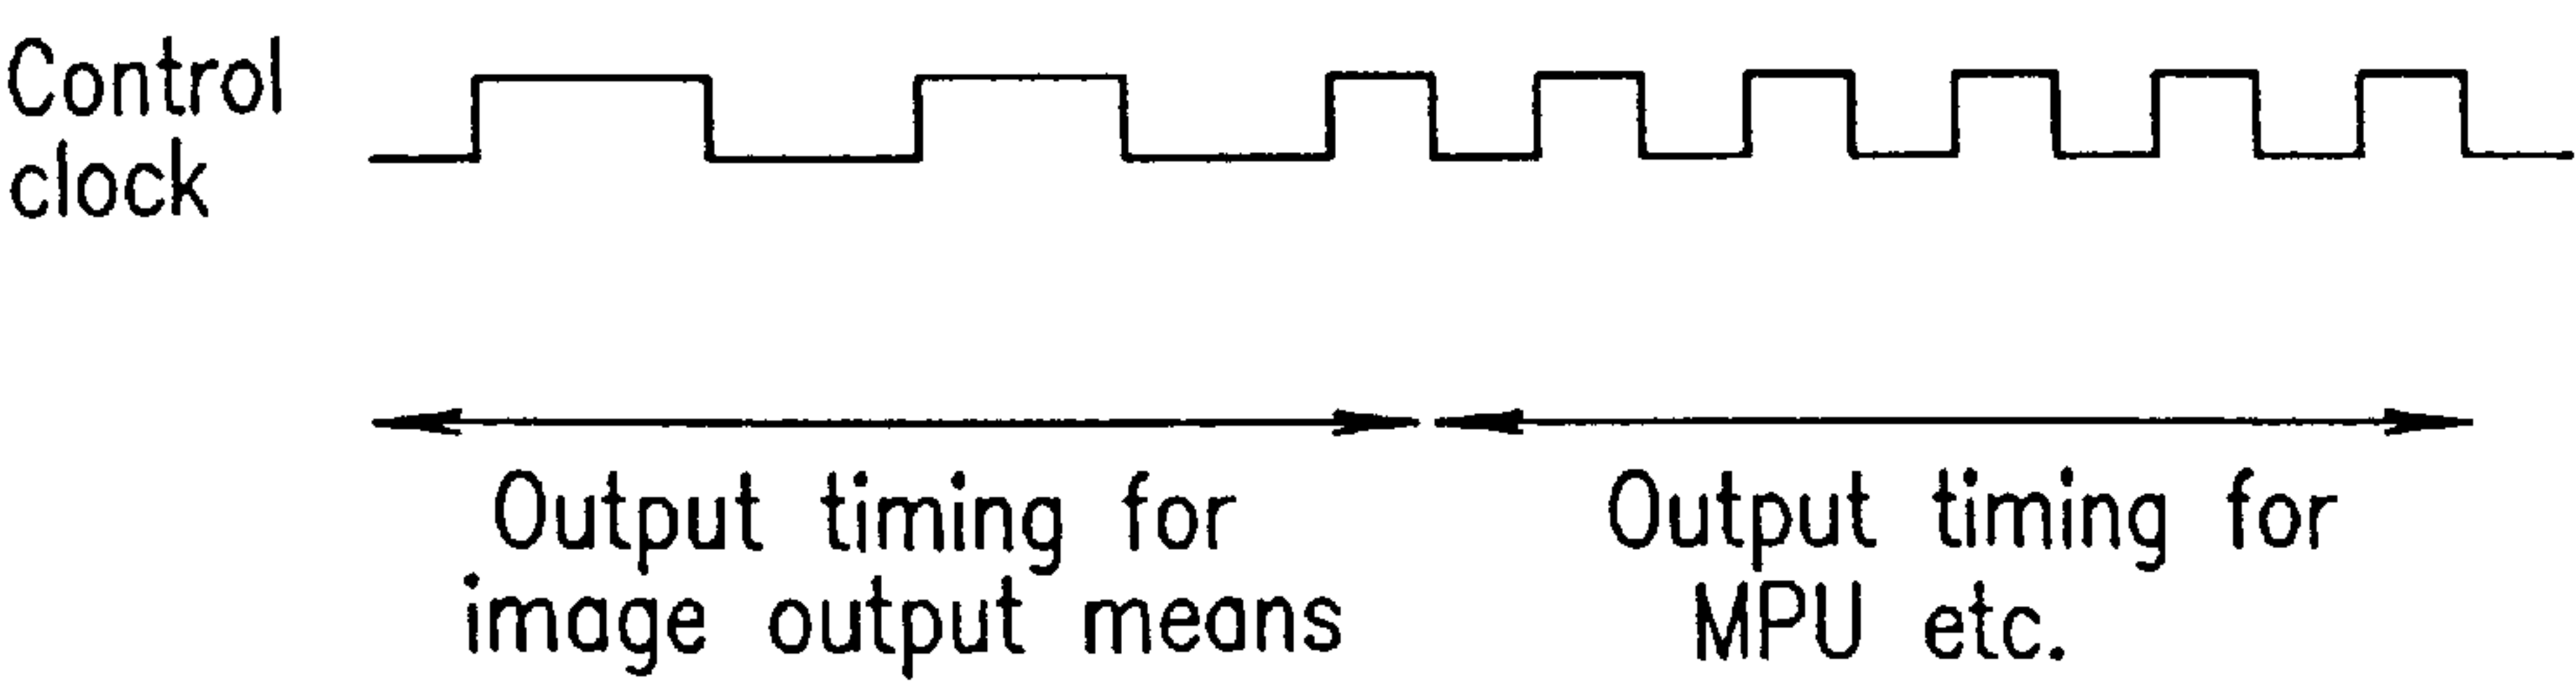 Control
clock
Output timing for
image output means
Output timing for
MPU etc.